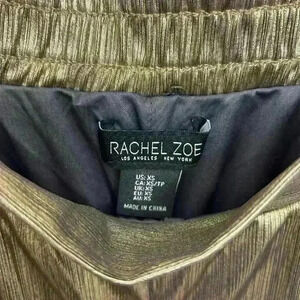 RACHEL ZOE
LOS ANGELES NEW YORK
US: XS
CA: XS/TP
UK: XS
EU: XS
AU: XS
MADE IN CHINA